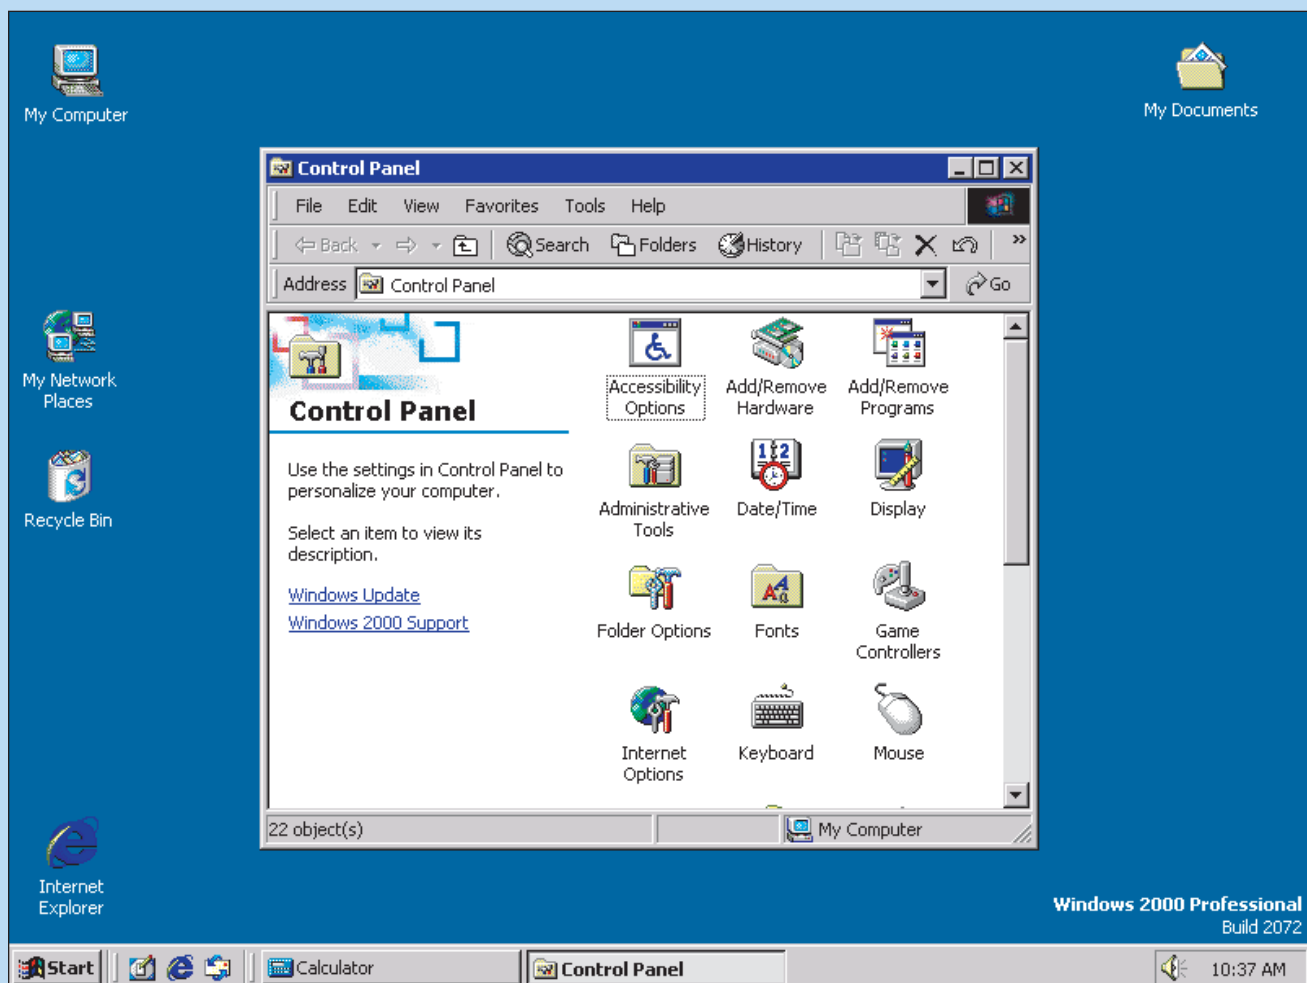 My Computer
My Documents
Control Panel
File Edit View Favorites Tools Help
Back Search Folders History »
Address Control Panel Go
Control Panel
Use the settings in Control Panel to
personalize your computer.
Select an item to view its
description.
Windows Update
Windows 2000 Support
Accessibility
Options
Add/Remove
Hardware
Add/Remove
Programs
Administrative
Tools
Date/Time
Display
Folder Options
Fonts
Game
Controllers
Internet
Options
Keyboard
Mouse
22 object(s)
My Computer
My Network
Places
Recycle Bin
Internet
Explorer
Windows 2000 Professional
Build 2072
Start Calculator Control Panel 10:37 AM